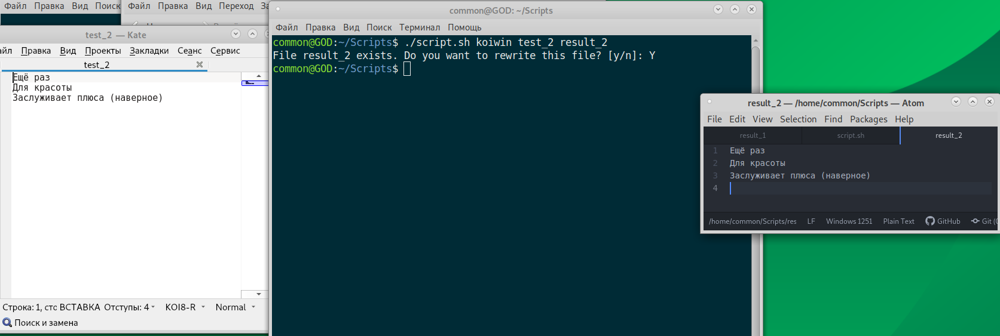 Файл Правка Вид Поиск
Файл Правка Вид Переход
test_2 — Kate
Правка Вид Проекты Закладки Сеанс Сервис
test_2
Ещё раз
Для красоты
Заслуживает плюса (наверное)
Строка: 1, ВСТАВКА Отступы: 4 KOI8-R Normal
Поиск и замена
common@GOD: ~/Scripts
Файл Правка Вид Поиск Терминал Помощь
common@GOD:~/Scripts$ ./script.sh koiwin test_2 result_2
File result_2 exists. Do you want to rewrite this file? [y/n]: Y
common@GOD:~/Scripts$
result_2 — /home/common/Scripts — Atom
File Edit View Selection Find Packages Help
result_1 script.sh result_2
1 Ещё раз
2 Для красоты
3 Заслуживает плюса (наверное)
4
/home/common/Scripts/res LF Windows 1251 Plain Text GitHub Git (